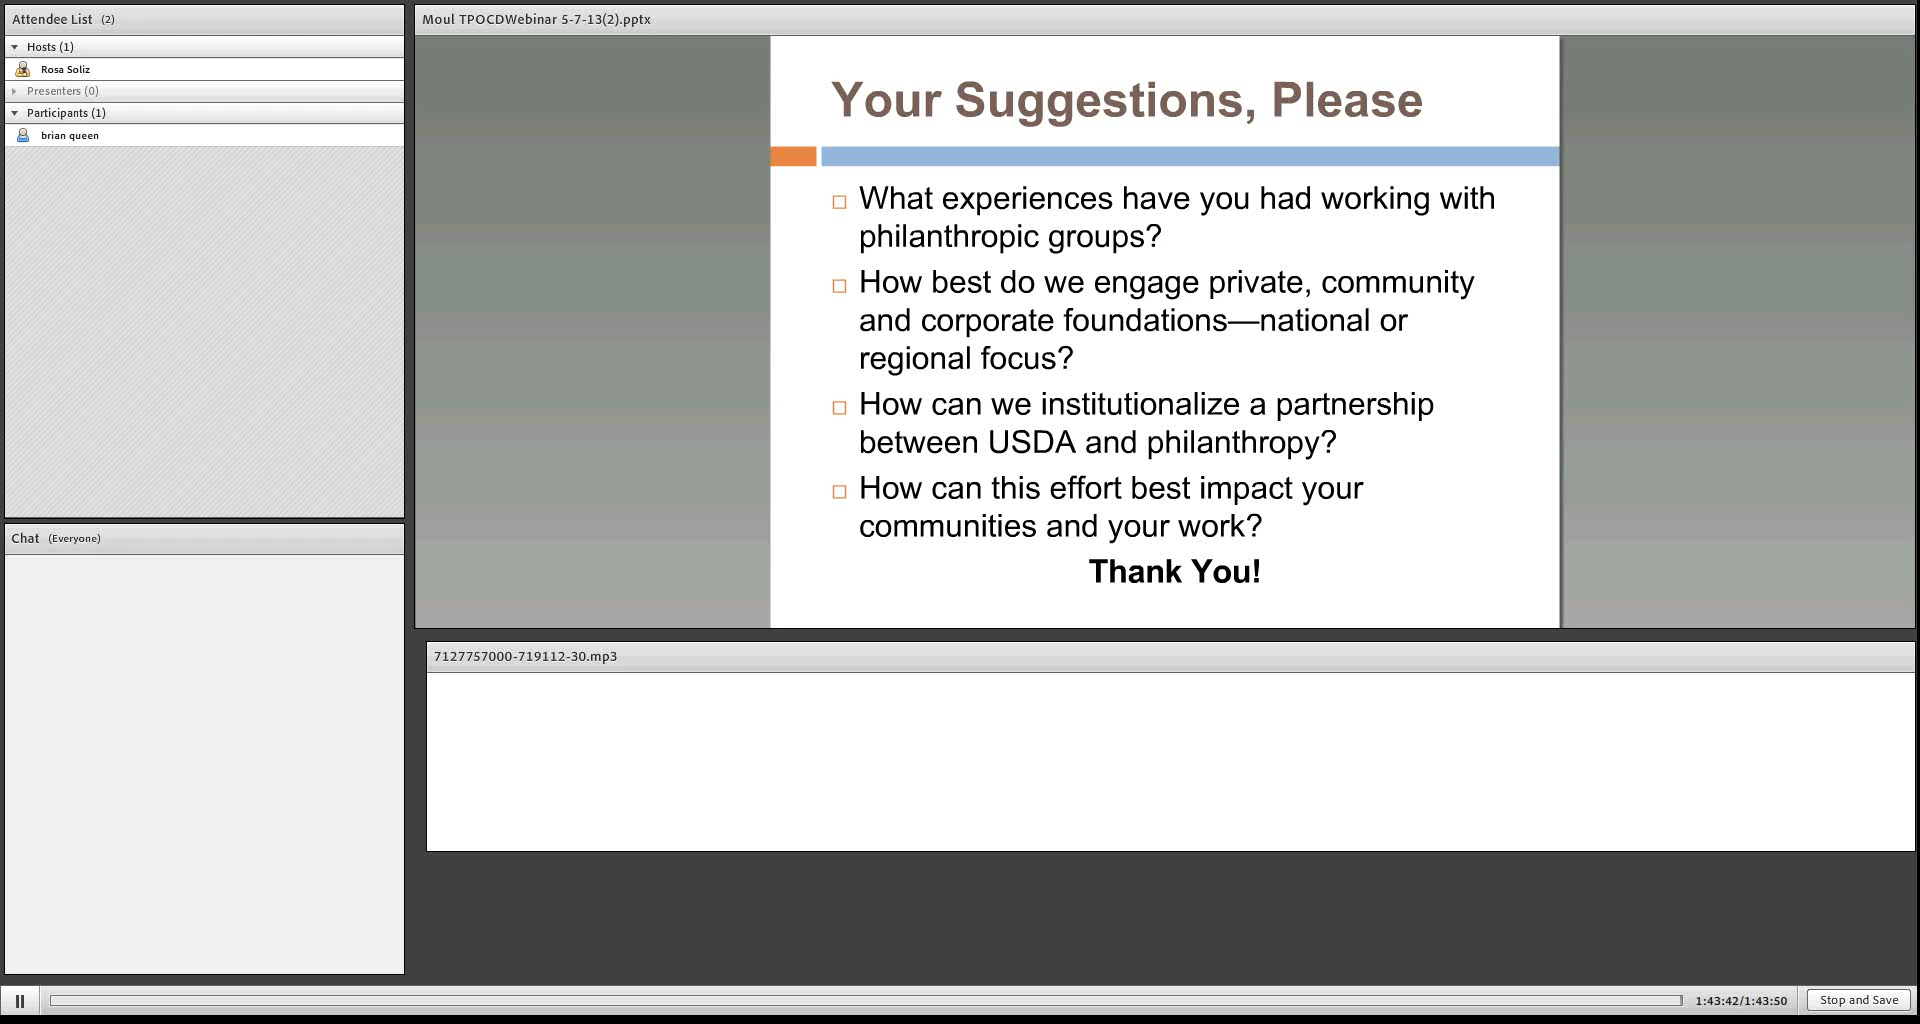 Attendee List (2)
Hosts (1)
Rosa Soliz
Presenters (0)
Participants (1)
brian queen
Chat (Everyone)
Moul TPOCDWebinar 5-7-13(2).pptx
Your Suggestions, Please
What experiences have you had working with
philanthropic groups?
How best do we engage private, community
and corporate foundations—national or
regional focus?
How can we institutionalize a partnership
between USDA and philanthropy?
How can this effort best impact your
communities and your work?
Thank You!
7127757000-719112-30.mp3
1:43:42/1:43:50
Stop and Save